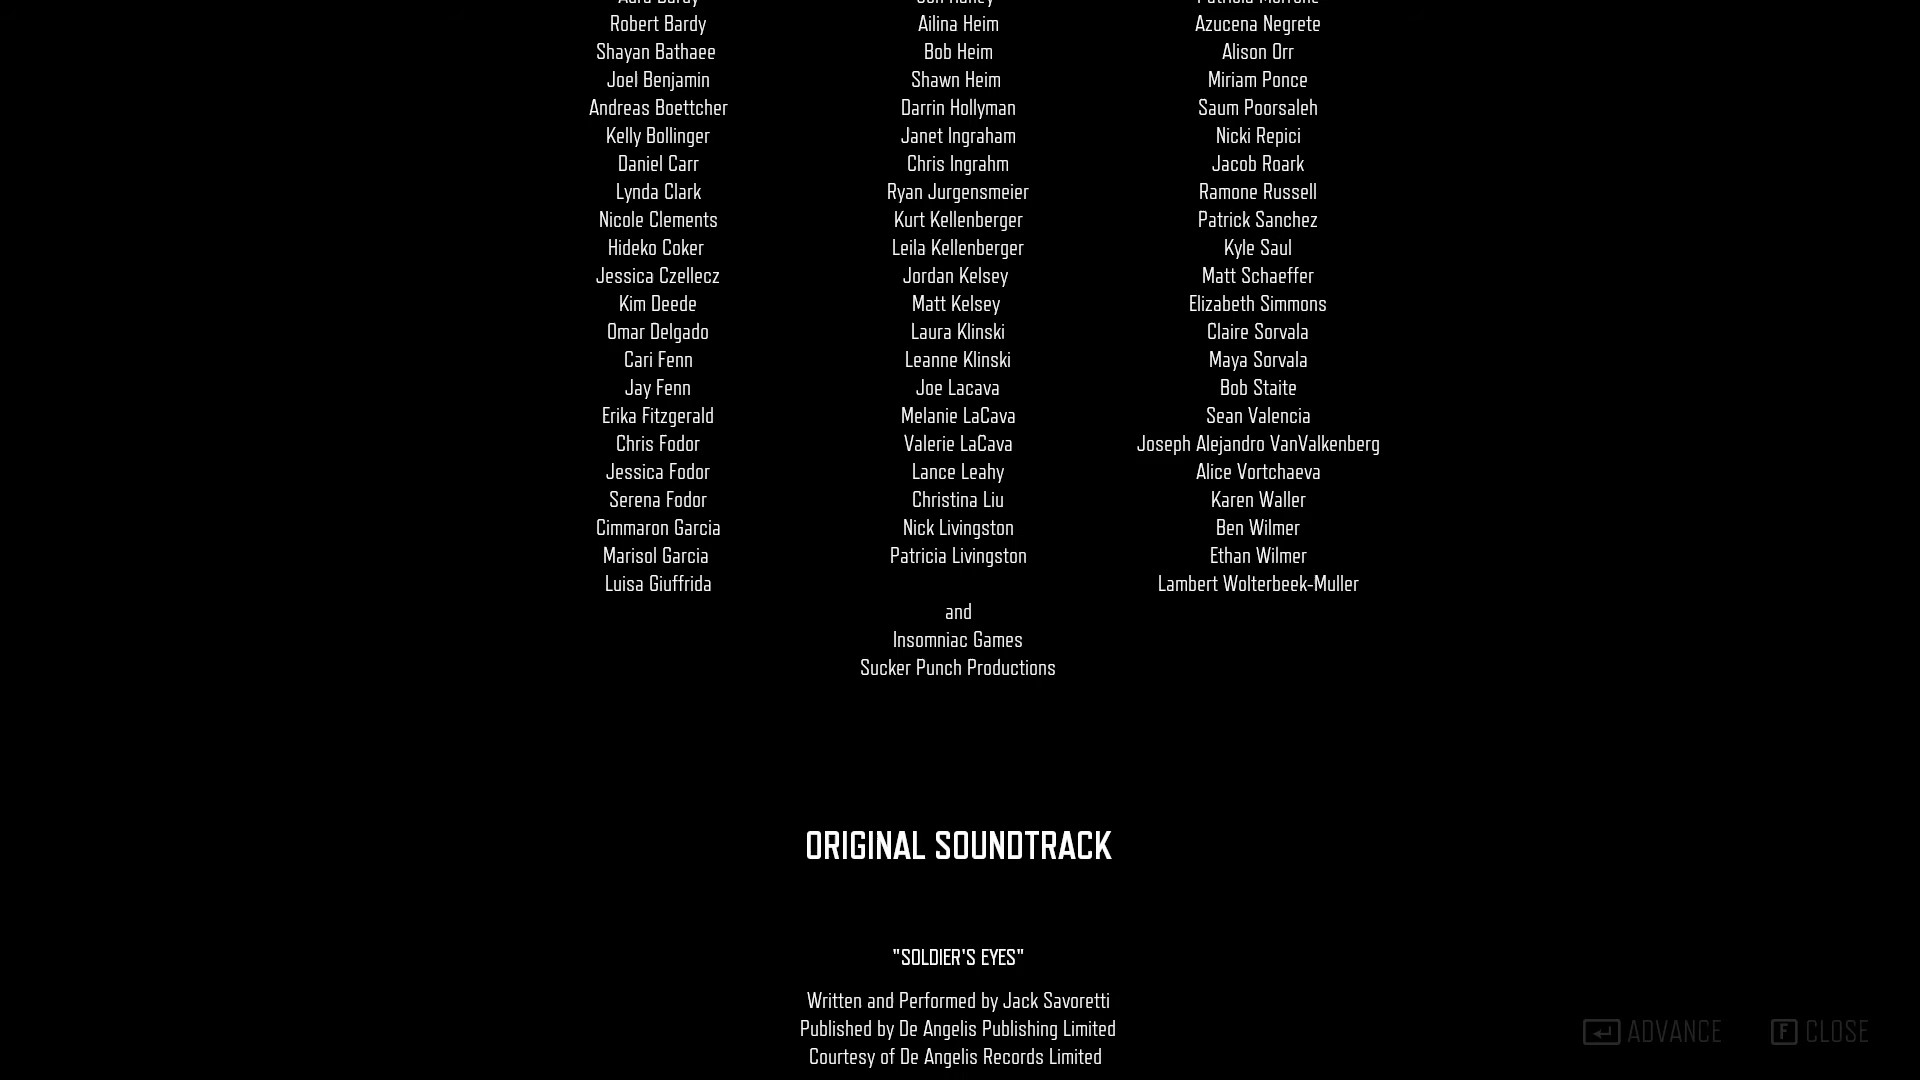 Robert Bardy
Shayan Bathaee
Joel Benjamin
Andreas Boettcher
Kelly Bollinger
Daniel Carr
Lynda Clark
Nicole Clements
Hideko Coker
Jessica Czellecz
Kim Deede
Omar Delgado
Cari Fenn
Jay Fenn
Erika Fitzgerald
Chris Fodor
Jessica Fodor
Serena Fodor
Cimmaron Garcia
Marisol Garcia
Luisa Giuffrida
Ailina Heim
Bob Heim
Shawn Heim
Darrin Hollyman
Janet Ingraham
Chris Ingrahm
Ryan Jurgensmeier
Kurt Kellenberger
Leila Kellenberger
Jordan Kelsey
Matt Kelsey
Laura Klinski
Leanne Klinski
Joe Lacava
Melanie LaCava
Valerie LaCava
Lance Leahy
Christina Liu
Nick Livingston
Patricia Livingston
Azucena Negrete
Alison Orr
Miriam Ponce
Saum Poorsaleh
Nicki Repici
Jacob Roark
Ramone Russell
Patrick Sanchez
Kyle Saul
Matt Schaeffer
Elizabeth Simmons
Claire Sorvala
Maya Sorvala
Bob Staite
Sean Valencia
Joseph Alejandro VanValkenberg
Alice Vortchaeva
Karen Waller
Ben Wilmer
Ethan Wilmer
Lambert Wolterbeek-Muller
and
Insomniac Games
Sucker Punch Productions
ORIGINAL SOUNDTRACK
"SOLDIER'S EYES"
Written and Performed by Jack Savoretti
Published by De Angelis Publishing Limited
Courtesy of De Angelis Records Limited
ADVANCE
F CLOSE